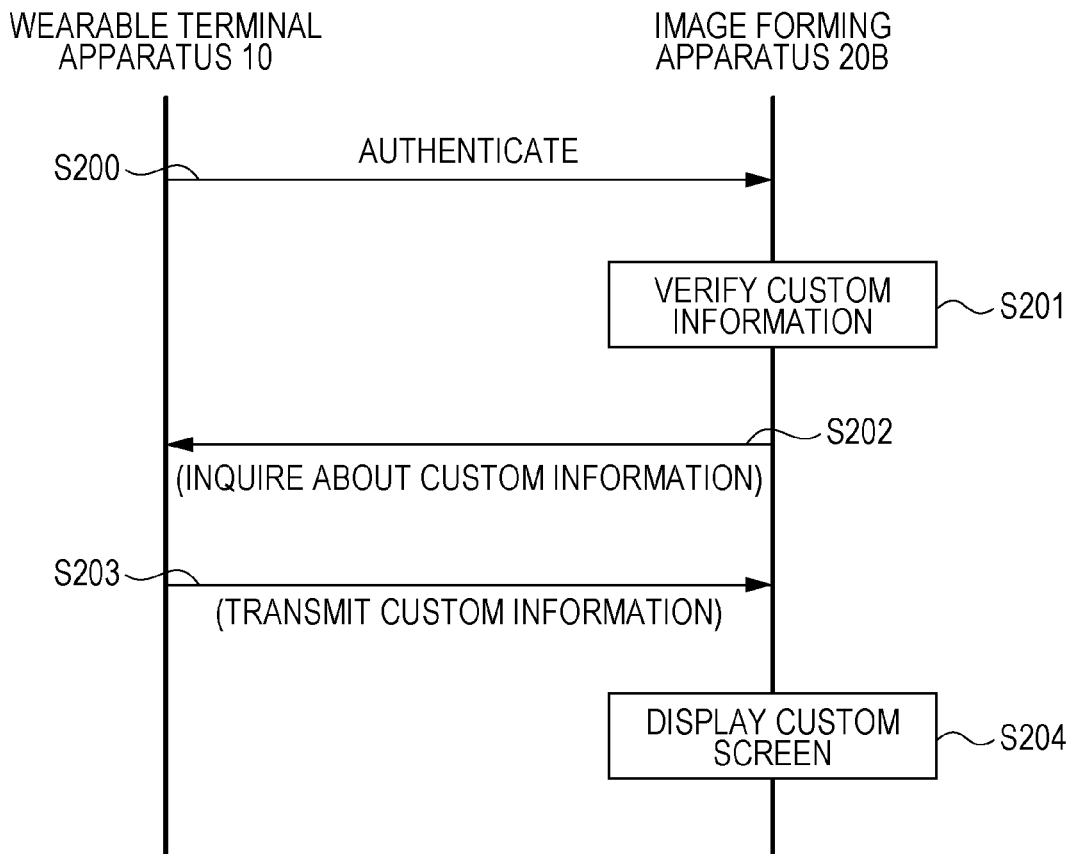 WEARABLE TERMINAL
APPARATUS 10
IMAGE FORMING
APPARATUS 20B
S200
AUTHENTICATE
VERIFY CUSTOM
INFORMATION
S201
S202
(INQUIRE ABOUT CUSTOM INFORMATION)
S203
(TRANSMIT CUSTOM INFORMATION)
DISPLAY CUSTOM
SCREEN
S204